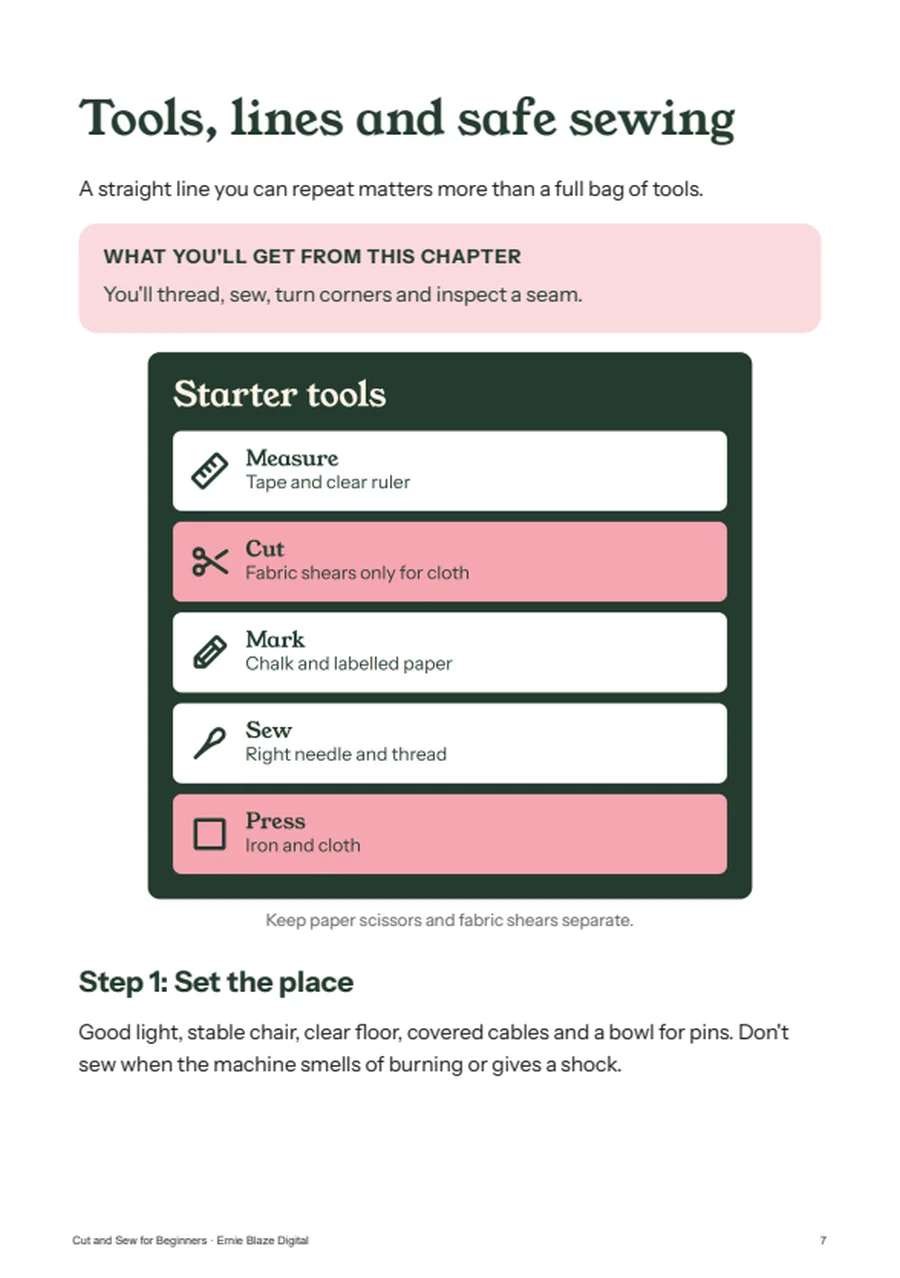 Tools, lines and safe sewing
A straight line you can repeat matters more than a full bag of tools.
WHAT YOU'LL GET FROM THIS CHAPTER
You'll thread, sew, turn corners and inspect a seam.
Starter tools
Measure
Tape and clear ruler
Cut
Fabric shears only for cloth
Mark
Chalk and labelled paper
Sew
Right needle and thread
Press
Iron and cloth
Keep paper scissors and fabric shears separate.
Step 1: Set the place
Good light, stable chair, clear floor, covered cables and a bowl for pins. Don't
sew when the machine smells of burning or gives a shock.
Cut and Sew for Beginners · Ernie Blaze Digital
7